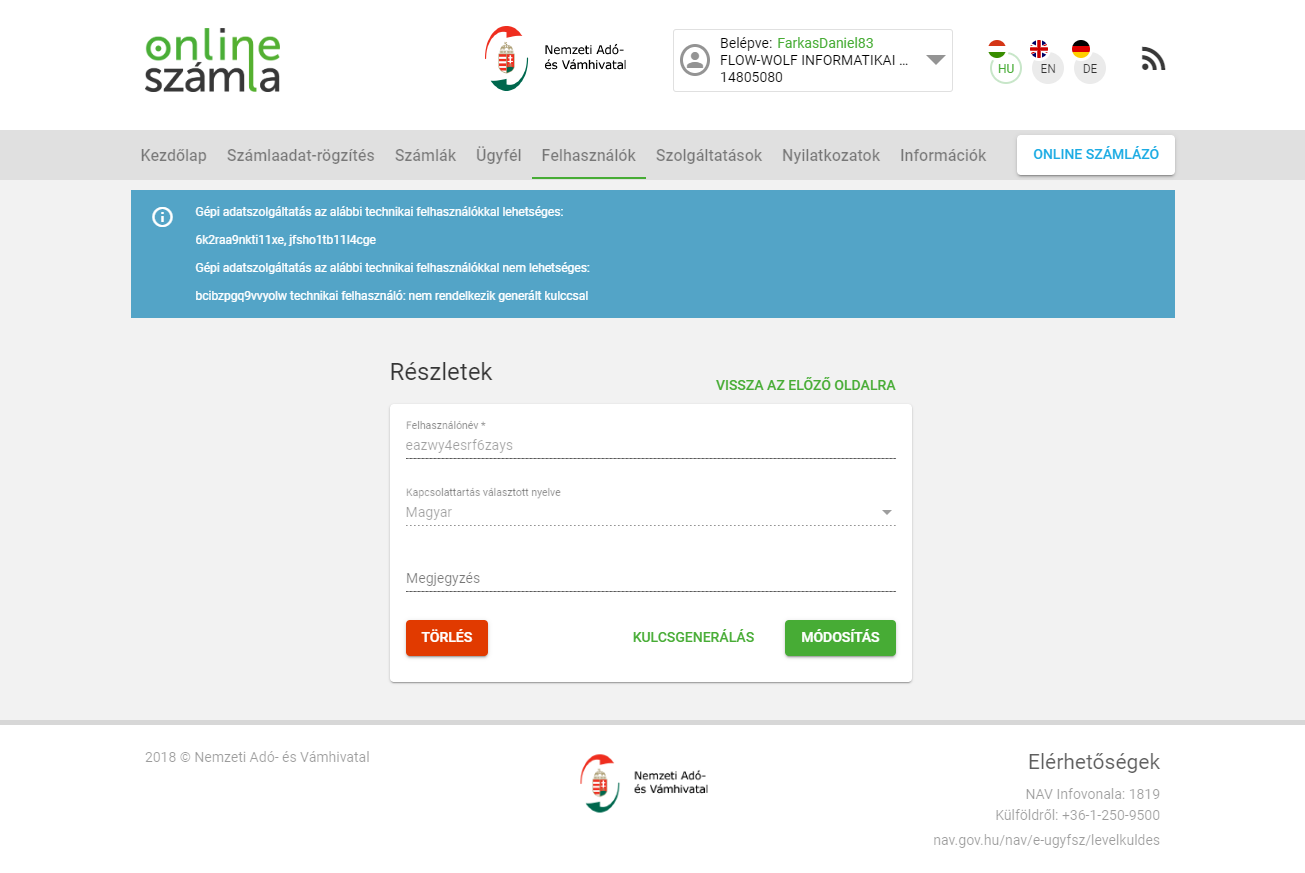 online
számla
Nemzeti Adó-
és Vámhivatal
Belépve: FarkasDaniel83
FLOW-WOLF INFORMATIKAI ...
14805080
HU
EN
DE
Kezdőlap
Számlaadat-rögzítés
Számlák
Ügyfél
Felhasználók
Szolgáltatások
Nyilatkozatok
Információk
ONLINE SZÁMLÁZÓ
Gépi adatszolgáltatás az alábbi technikai felhasználókkal lehetséges:
6k2raa9nkti11xe, jfsho1tb11l4cge
Gépi adatszolgáltatás az alábbi technikai felhasználókkal nem lehetséges:
bcibzpgq9vvyolw technikai felhasználó: nem rendelkezik generált kulccsal
Részletek
VISSZA AZ ELŐZŐ OLDALRA
Felhasználónév *
eazwy4esrf6zays
Kapcsolattartás választott nyelve
Magyar
Megjegyzés
TÖRLÉS
KULCSGENERÁLÁS
MÓDOSÍTÁS
2018 © Nemzeti Adó- és Vámhivatal
Nemzeti Adó-
és Vámhivatal
Elérhetőségek
NAV Infovonala: 1819
Külföldről: +36-1-250-9500
nav.gov.hu/nav/e-ugyfsz/levelkuldes